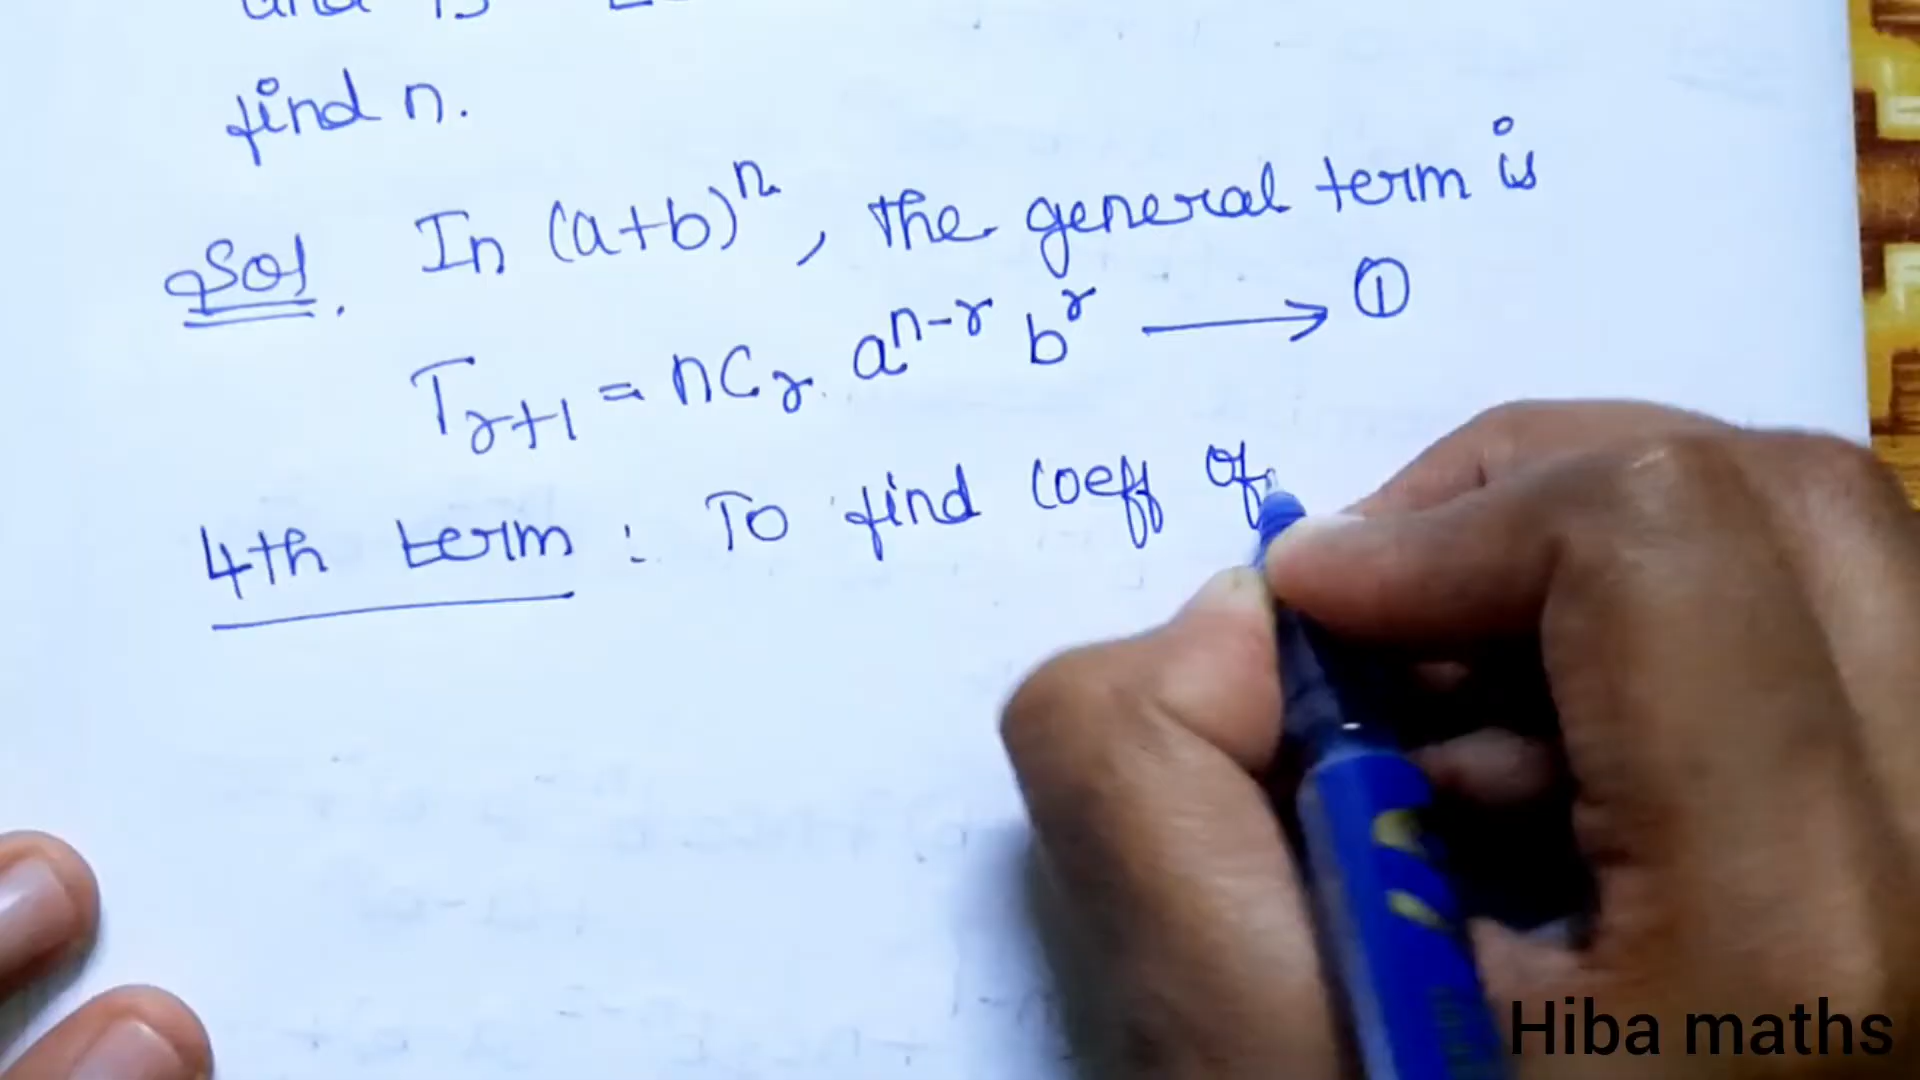 find n.
Sol. In (a+b)^n, the general term is
T_{r+1} = nC_r a^{n-r} b^r ⟶ ①
4th term : To find coeff of
Hiba maths